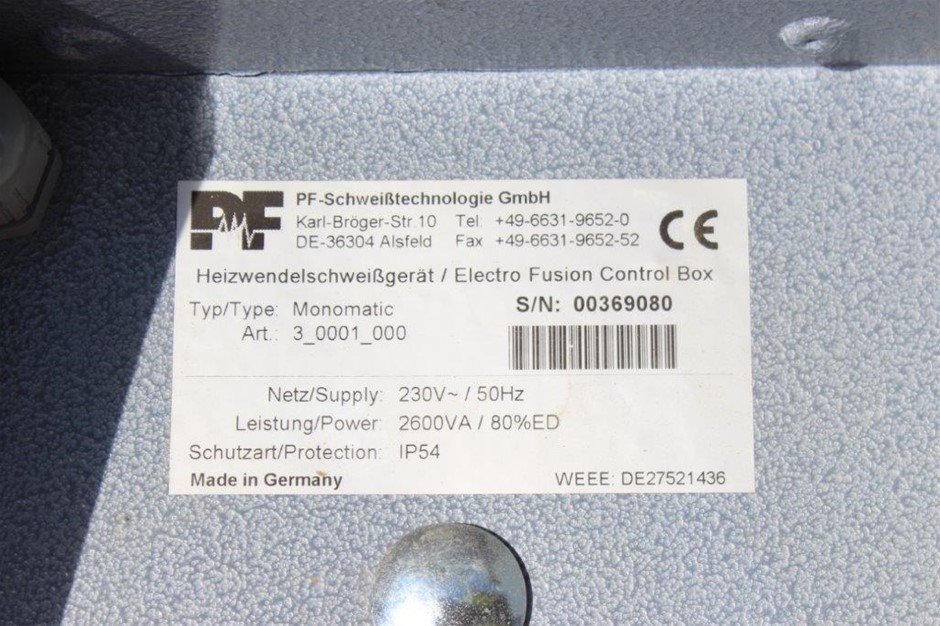 PF
PF-Schweißtechnologie GmbH
Karl-Bröger-Str.10 Tel: +49-6631-9652-0
DE-36304 Alsfeld Fax +49-6631-9652-52
CE
Heizwendelschweißgerät / Electro Fusion Control Box
Typ/Type: Monomatic
S/N: 00369080
Art.: 3_0001_000
Netz/Supply: 230V~ / 50Hz
Leistung/Power: 2600VA / 80%ED
Schutzart/Protection: IP54
Made in Germany
WEEE: DE27521436